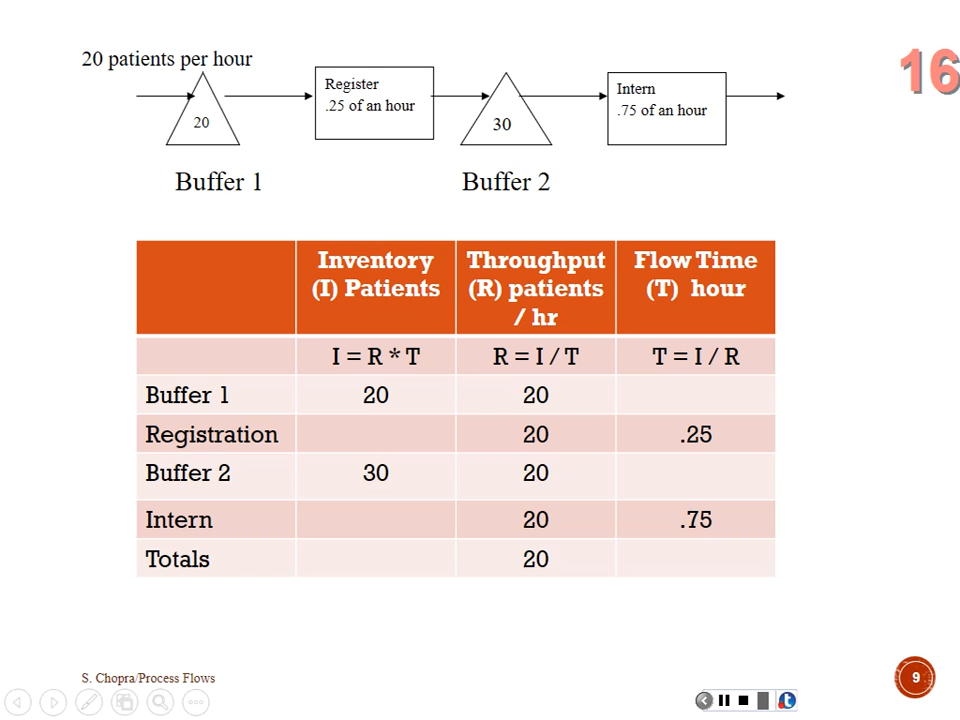 20 patients per hour
16
20
Register
.25 of an hour
30
Intern
.75 of an hour
Buffer 1
Buffer 2
Inventory (I) Patients
Throughput (R) patients / hr
Flow Time (T) hour
I = R * T
R = I / T
T = I / R
Buffer 1 20 20
Registration 20 .25
Buffer 2 30 20
Intern 20 .75
Totals 20
S. Chopra/Process Flows
9
t